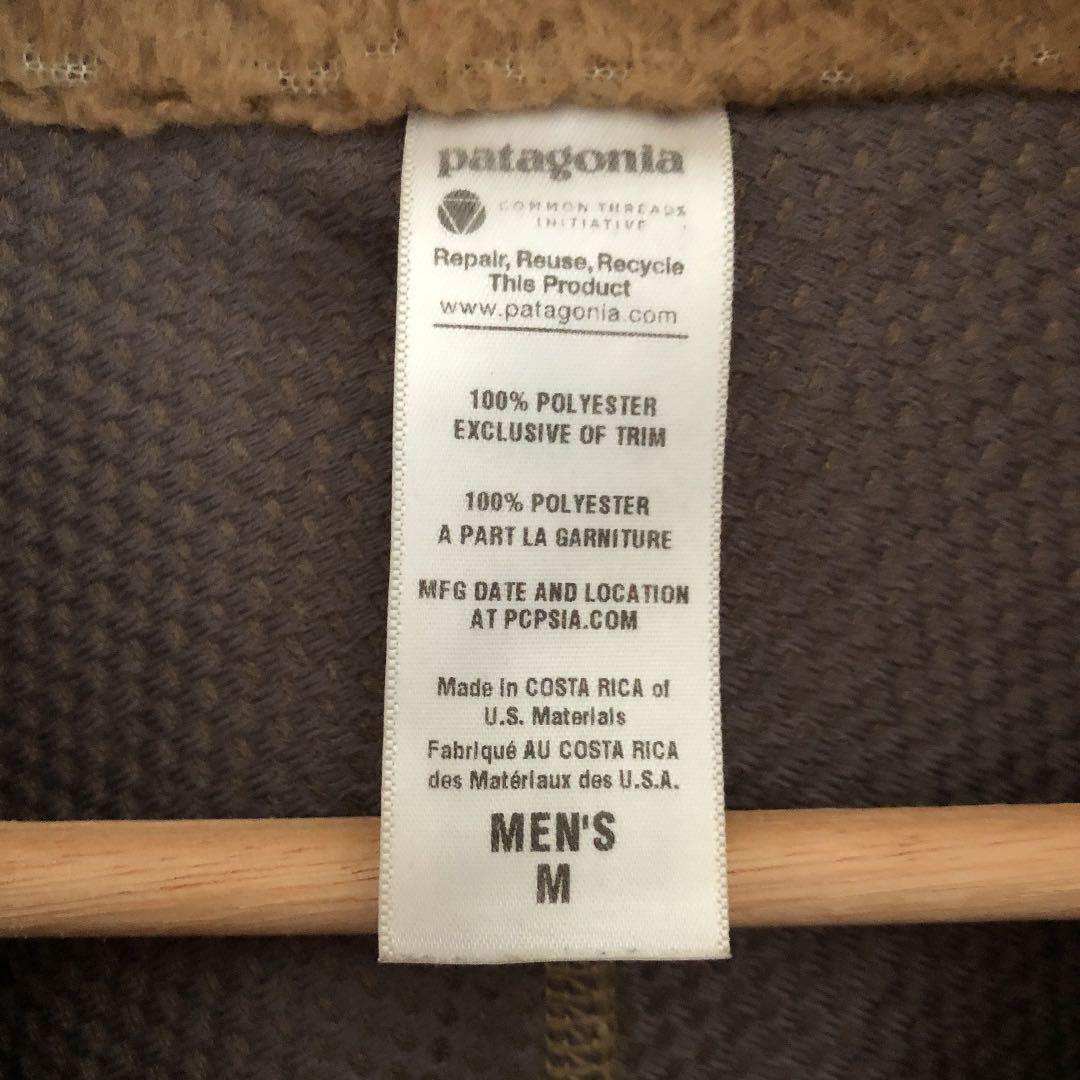 patagonia
COMMON THREADS
INITIATIVE
Repair, Reuse, Recycle
This Product
www.patagonia.com
100% POLYESTER
EXCLUSIVE OF TRIM
100% POLYESTER
A PART LA GARNITURE
MFG DATE AND LOCATION
AT PCPSIA.COM
Made in COSTA RICA of
U.S. Materials
Fabriqué AU COSTA RICA
des Matériaux des U.S.A.
MEN'S
M